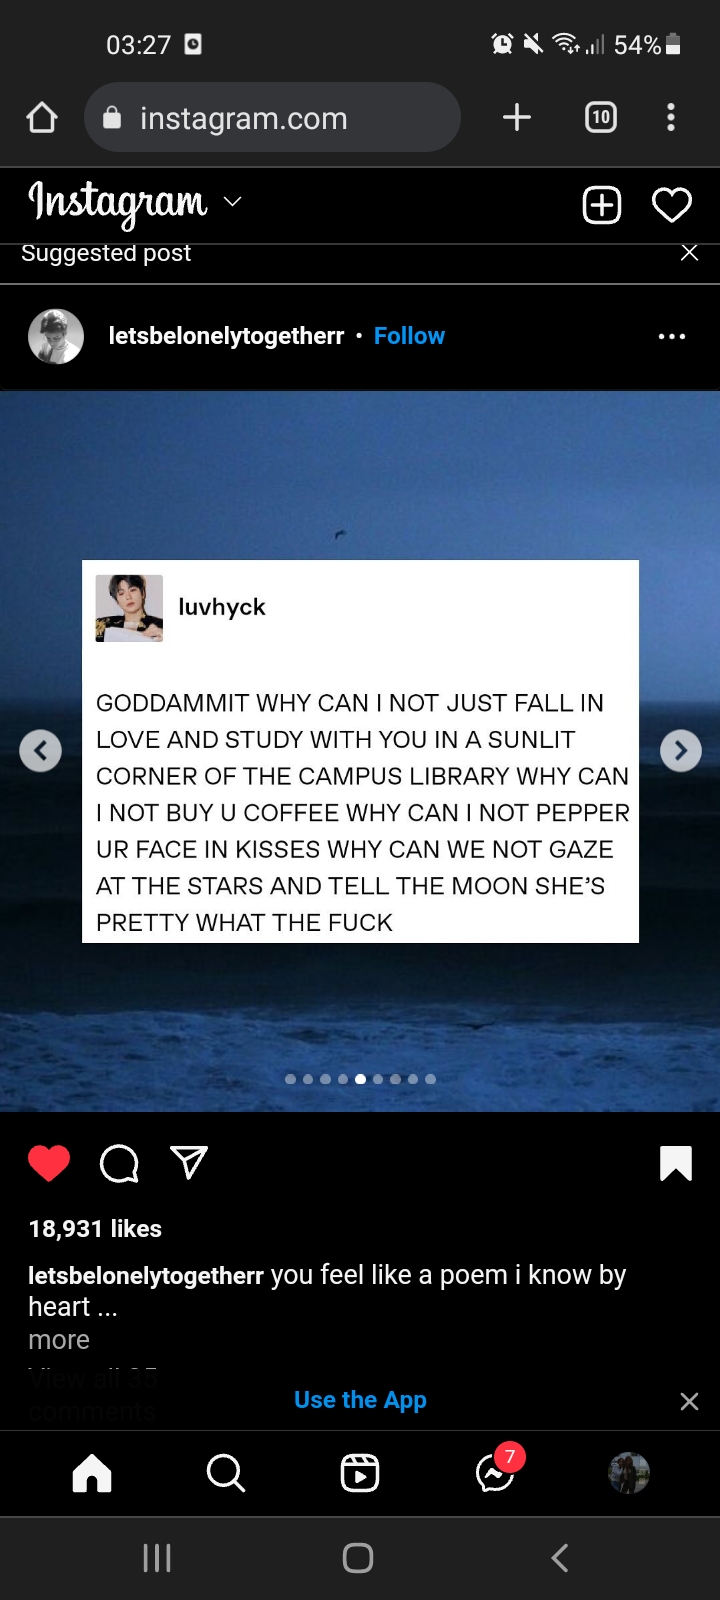 03:27
54%
instagram.com
10
Instagram
Suggested post
letsbelonelytogetherr • Follow
luvhyck
GODDAMMIT WHY CAN I NOT JUST FALL IN
LOVE AND STUDY WITH YOU IN A SUNLIT
CORNER OF THE CAMPUS LIBRARY WHY CAN
I NOT BUY U COFFEE WHY CAN I NOT PEPPER
UR FACE IN KISSES WHY CAN WE NOT GAZE
AT THE STARS AND TELL THE MOON SHE'S
PRETTY WHAT THE FUCK
18,931 likes
letsbelonelytogetherr you feel like a poem i know by
heart ...
more
View all 35
comments
Use the App
7